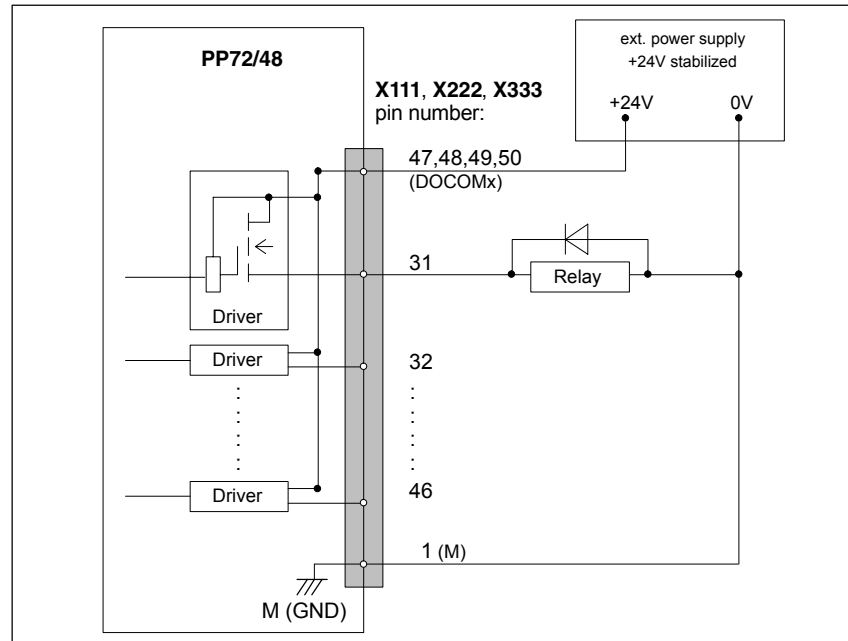 PP72/48
ext. power supply
+24V stabilized
+24V
0V
X111, X222, X333
pin number:
47,48,49,50
(DOCOMx)
31
Relay
Driver
Driver
32
Driver
46
1 (M)
M (GND)